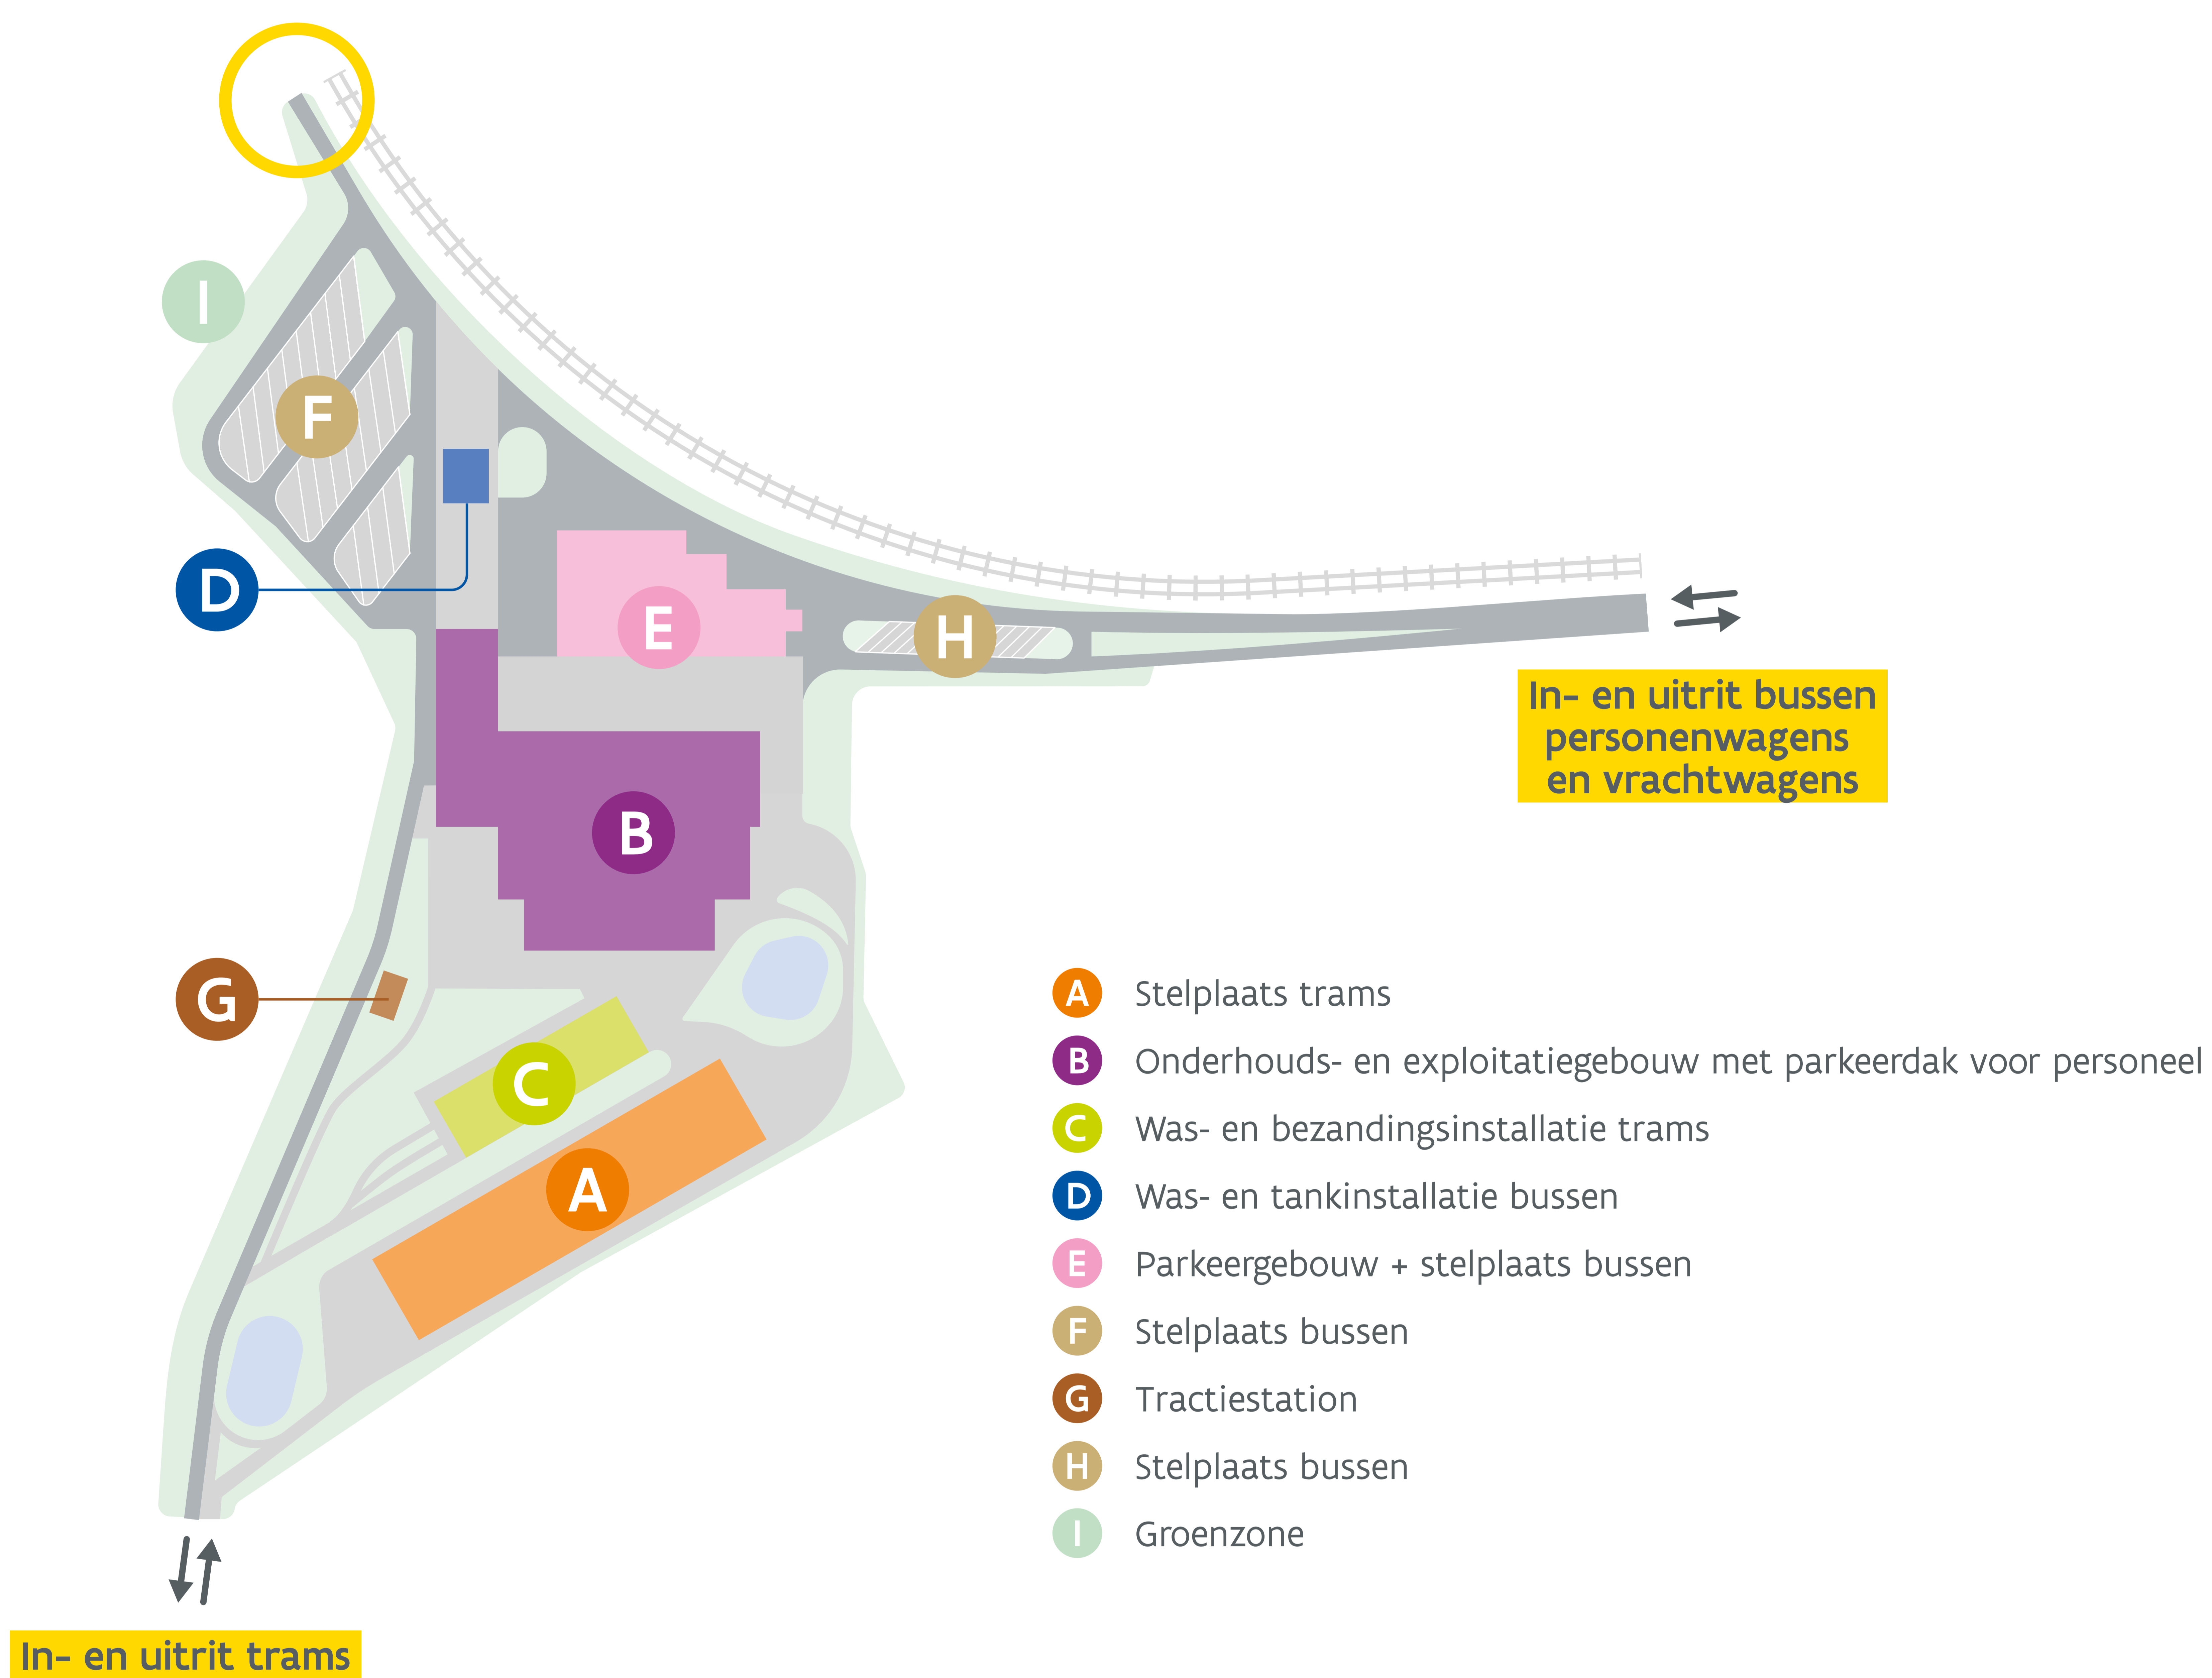 I
F
D
E
H
In- en uitrit bussen
personenwagens
en vrachtwagens
B
G
C
A
A Stelplaats trams
B Onderhouds- en exploitatiegebouw met parkeerdak voor personeel
C Was- en bezandingsinstallatie trams
D Was- en tankinstallatie bussen
E Parkeergebouw + stelplaats bussen
F Stelplaats bussen
G Tractiestation
H Stelplaats bussen
I Groenzone
In- en uitrit trams